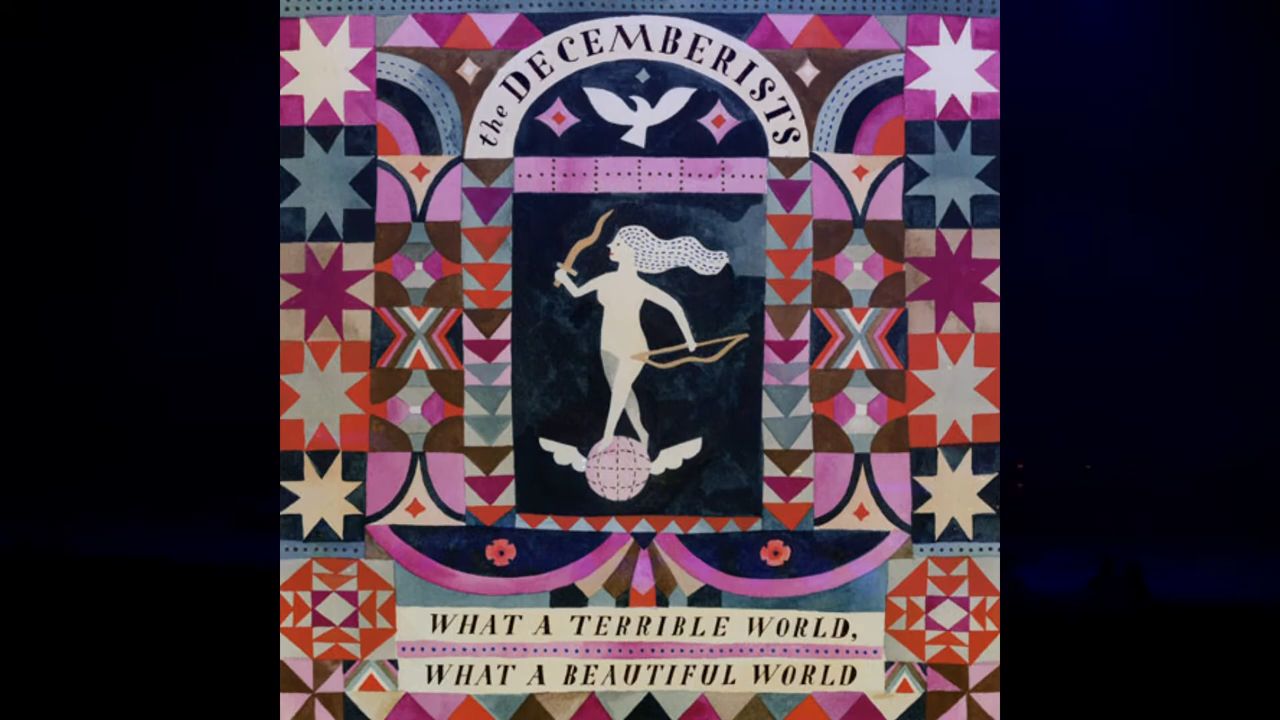 the DECEMBERISTS
WHAT A TERRIBLE WORLD,
WHAT A BEAUTIFUL WORLD